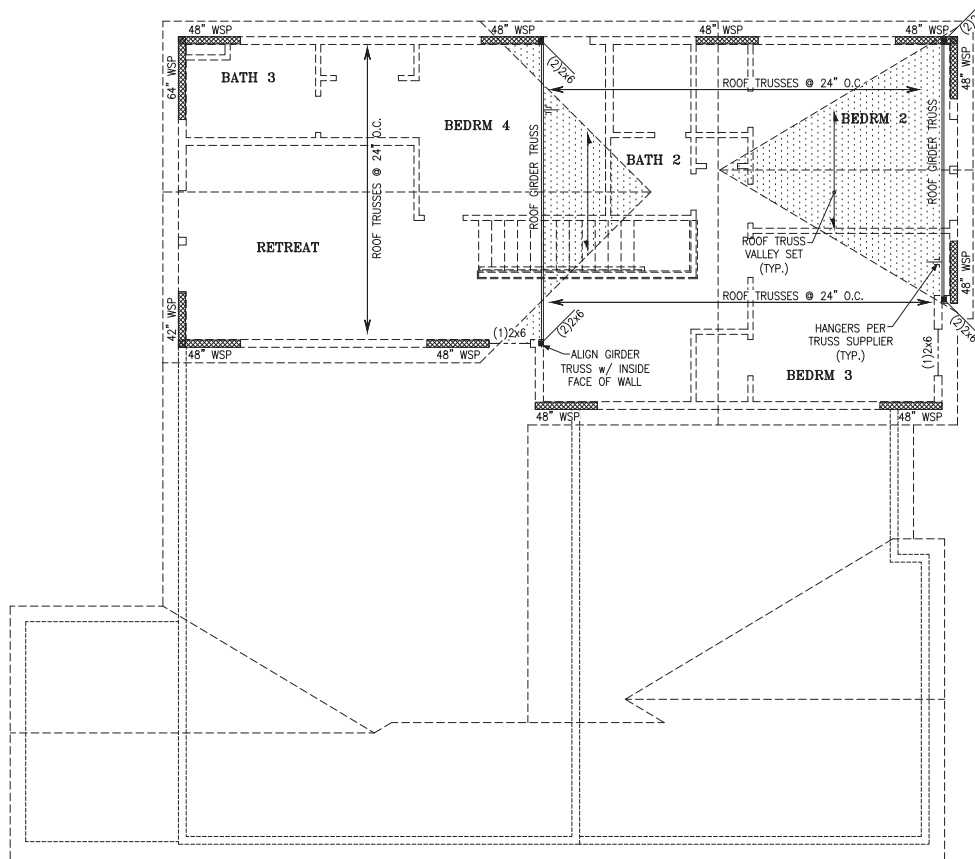 48" WSP
48" WSP
48" WSP
48" WSP
(2)2x6
64" WSP
BATH 3
(2)2x6
ROOF TRUSSES @ 24" O.C.
48" WSP
BEDRM 4
BEDRM 2
ROOF TRUSSES @ 24" O.C.
ROOF GIRDER TRUSS
BATH 2
ROOF GIRDER TRUSS
RETREAT
ROOF TRUSS
VALLEY SET
(TYP.)
48" WSP
ROOF TRUSSES @ 24" O.C.
42" WSP
(1)2x6
(2)2x6
(2)2x6
HANGERS PER
TRUSS SUPPLIER
(TYP.)
48" WSP
48" WSP
ALIGN GIRDER
TRUSS w/ INSIDE
FACE OF WALL
(1)2x6
BEDRM 3
48" WSP
48" WSP